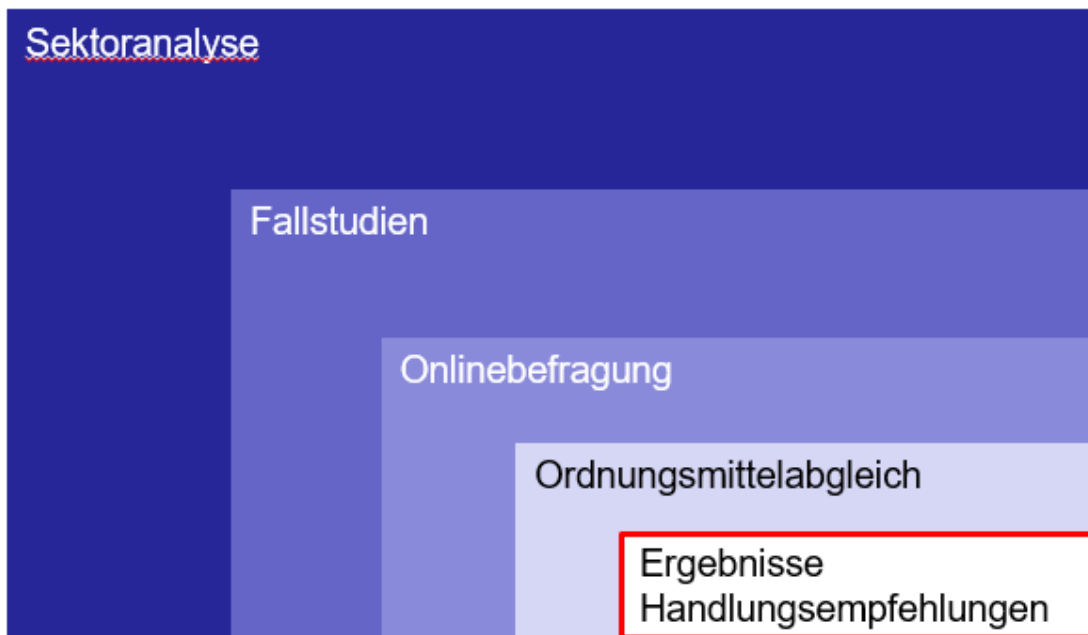 Sektoranalyse
Fallstudien
Onlinebefragung
Ordnungsmittelabgleich
Ergebnisse
Handlungsempfehlungen